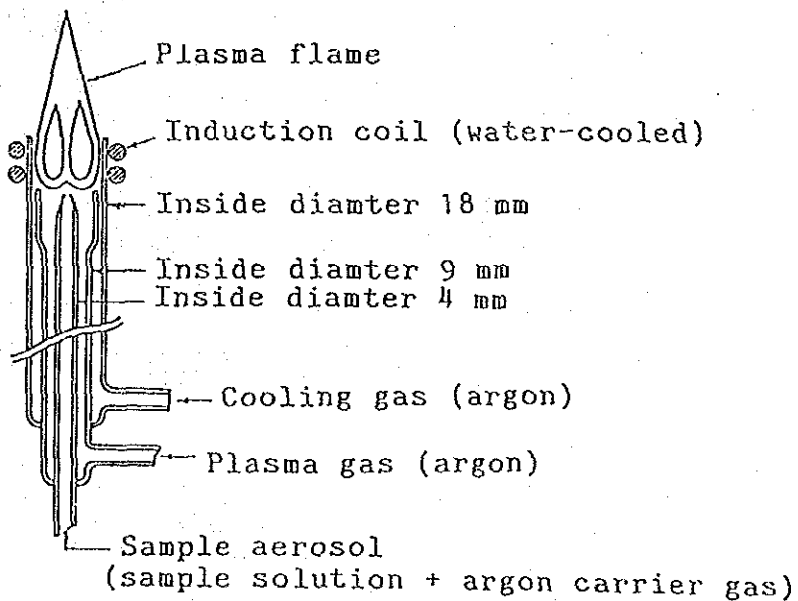 Plasma flame
Induction coil (water-cooled)
Inside diamter 18 mm
Inside diamter 9 mm
Inside diamter 4 mm
Cooling gas (argon)
Plasma gas (argon)
Sample aerosol
(sample solution + argon carrier gas)